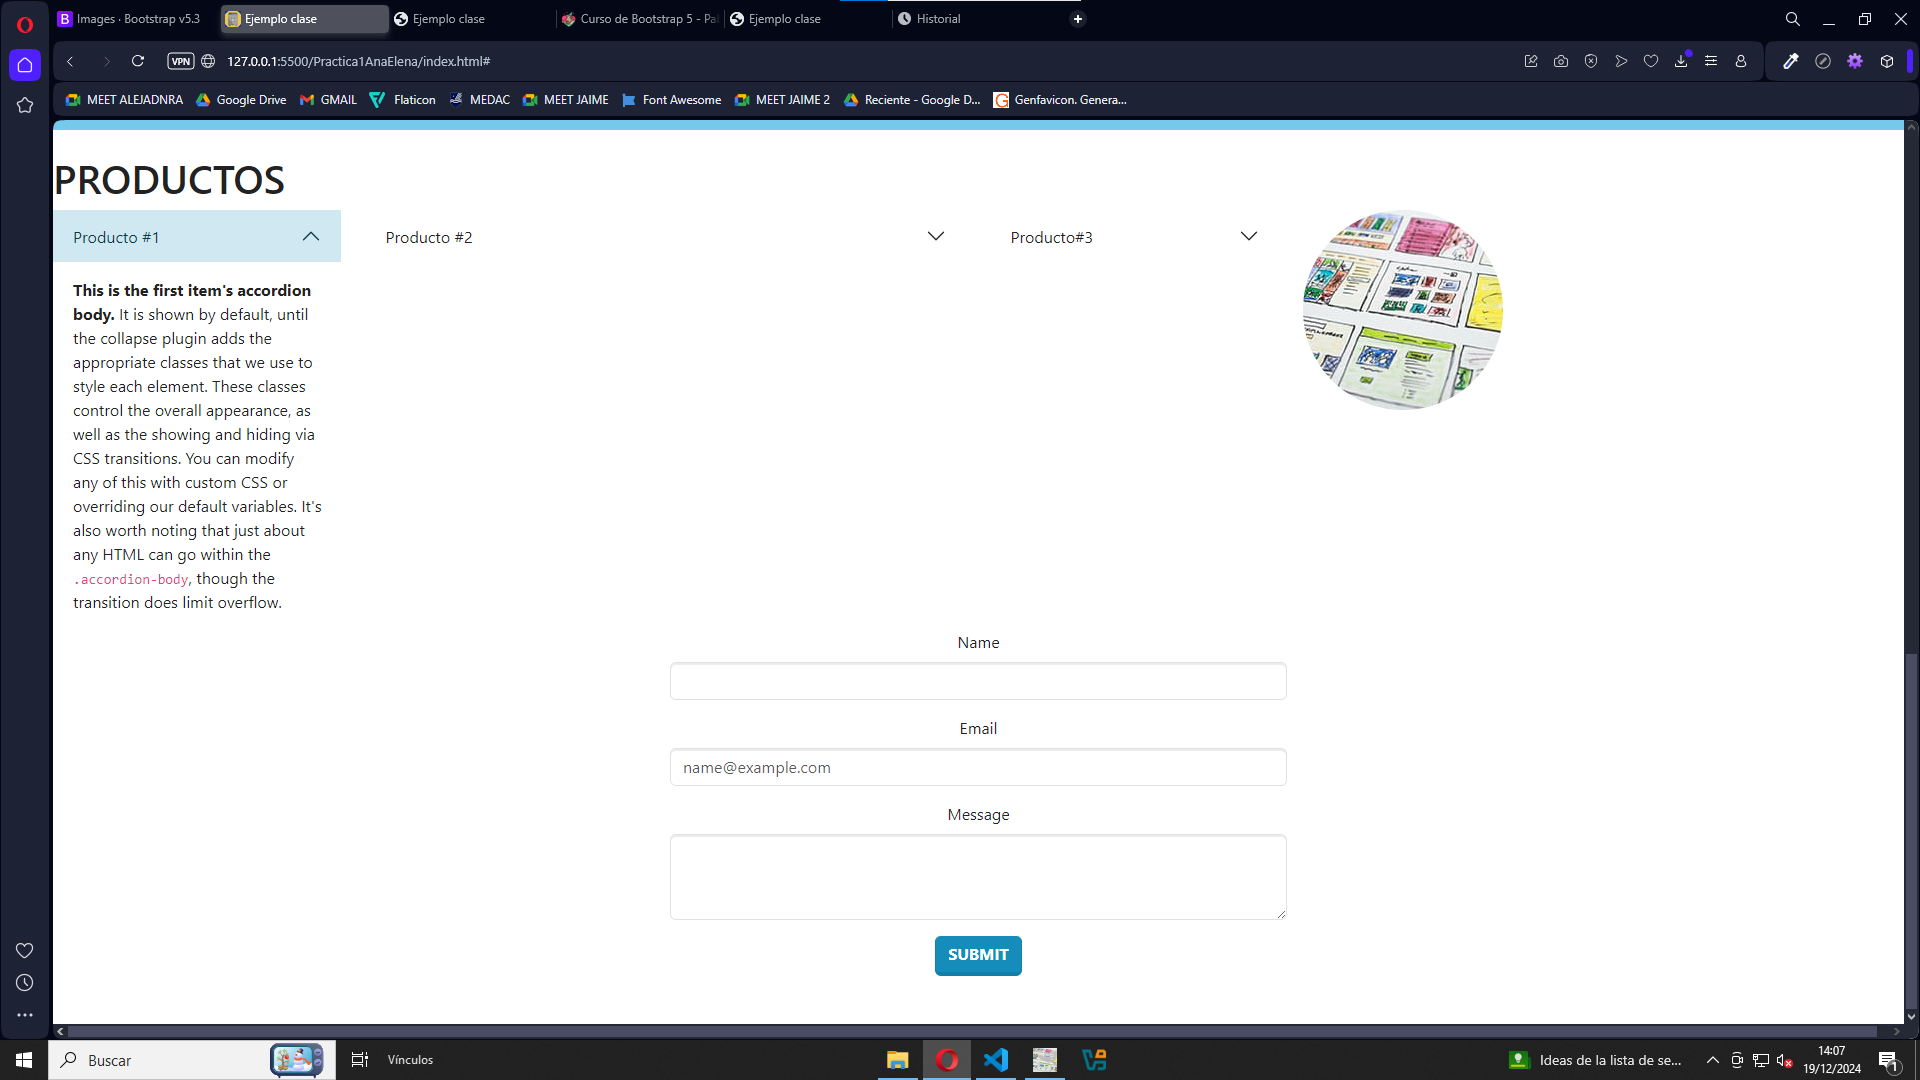 Images · Bootstrap v5.3
Ejemplo clase
Ejemplo clase
Curso de Bootstrap 5 - Pal
Ejemplo clase
Historial
VPN
127.0.0.1:5500/Practica1AnaElena/index.html#
MEET ALEJADNRA
Google Drive
GMAIL
Flaticon
MEDAC
MEET JAIME
Font Awesome
MEET JAIME 2
Reciente - Google D...
Genfavicon. Genera...
PRODUCTOS
Producto #1
Producto #2
Producto#3
This is the first item's accordion
body. It is shown by default, until
the collapse plugin adds the
appropriate classes that we use to
style each element. These classes
control the overall appearance, as
well as the showing and hiding via
CSS transitions. You can modify
any of this with custom CSS or
overriding our default variables. It's
also worth noting that just about
any HTML can go within the
.accordion-body, though the
transition does limit overflow.
Name
Email
name@example.com
Message
SUBMIT
Buscar
Vínculos
Ideas de la lista de se...
14:07
19/12/2024
1